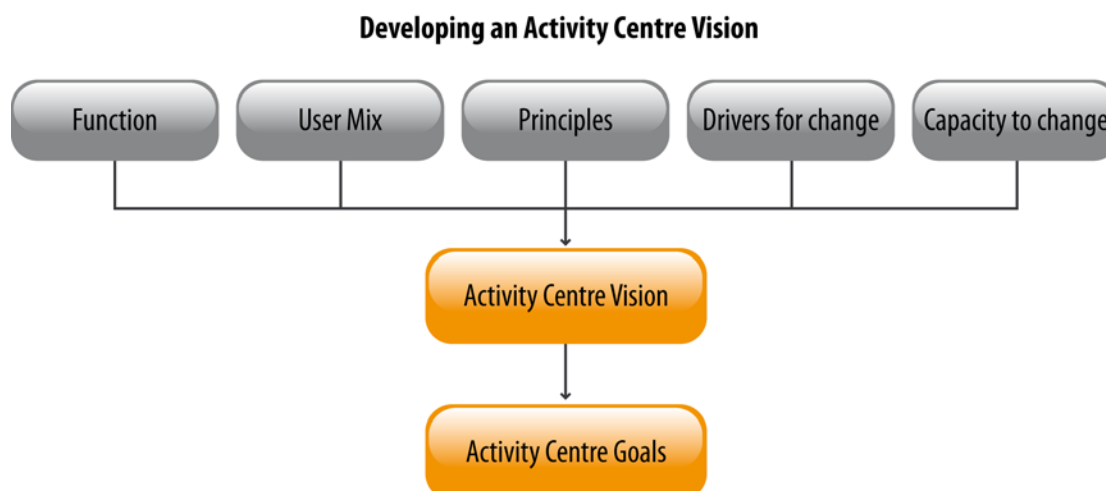 Developing an Activity Centre Vision
Function
User Mix
Principles
Drivers for change
Capacity to change
Activity Centre Vision
Activity Centre Goals